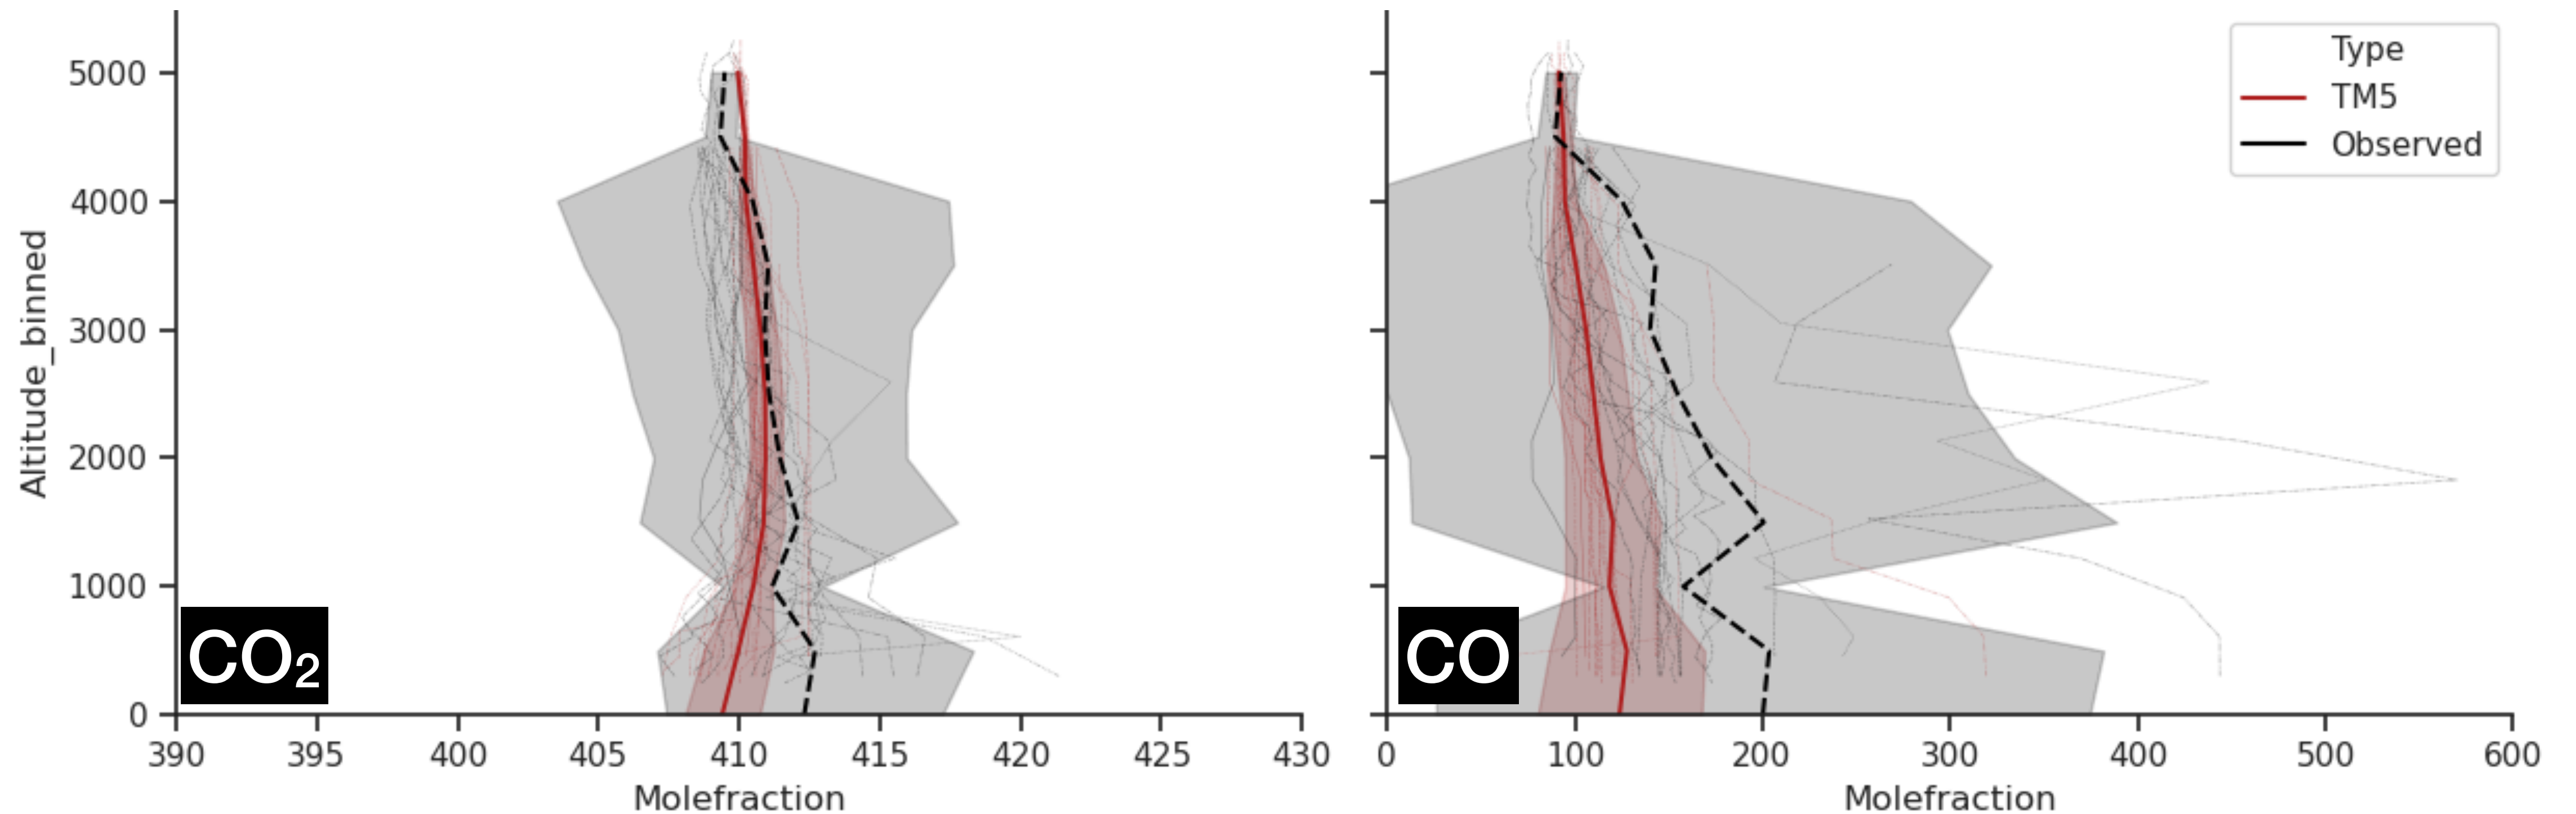 Altitude_binned
5000
4000
3000
2000
1000
0
CO₂
390 395 400 405 410 415 420 425 430
Molefraction
Type
TM5
Observed
CO
0 100 200 300 400 500 600
Molefraction